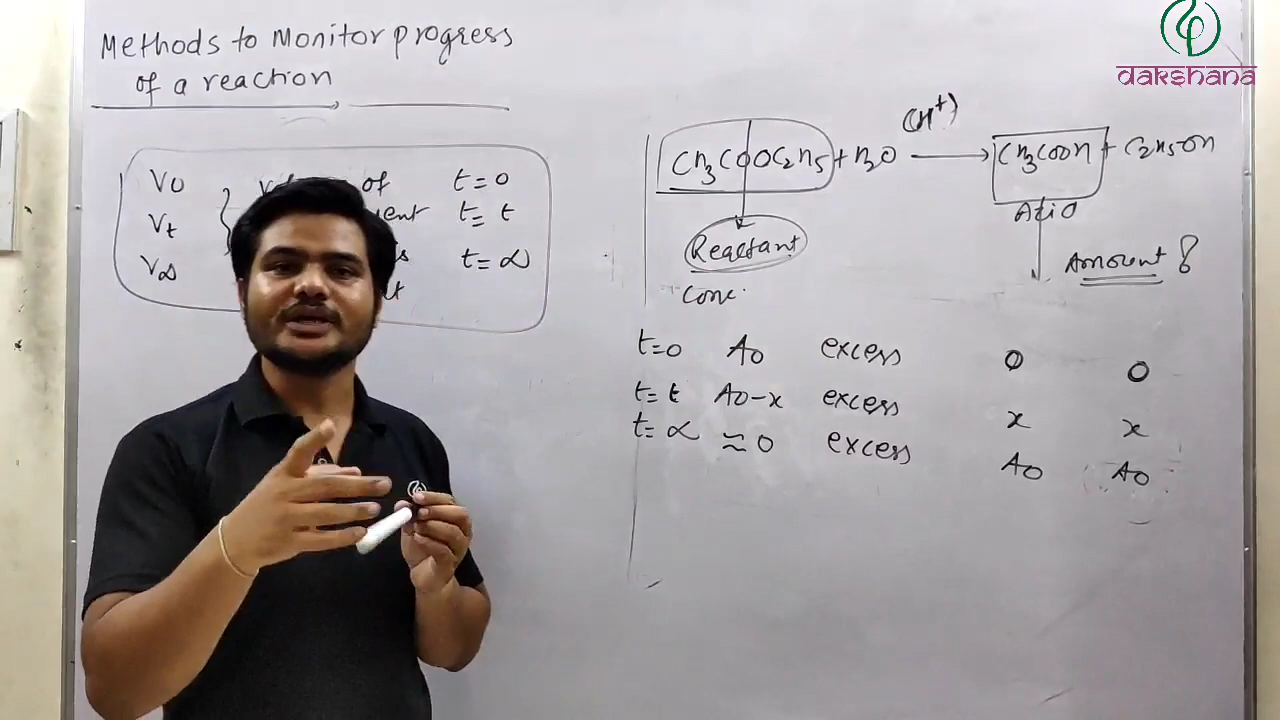 Methods to Monitor progress
of a reaction
dakshana
V0 of t=0
Vt t=t
V∝ t=∝
CH3COOC2H5 + H2O (H+) → CH3COOH + C2H5OH
Acid
Reactant
Conc.
Amount ?
t=0 A0 excess 0 0
t=t A0-x excess x x
t=∝ ≈0 excess A0 A0